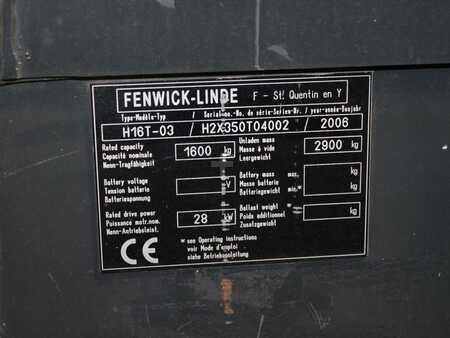 FENWICK-LINDE F - St. Quentin en Y
Type-Modèle-Typ / Serial.-No. de série-Serien-Nr. / year-année-Baujahr
H16T-03 / H2X350T04002 / 2006
Rated capacity
Capacité nominale
Nenn-Tragfähigkeit
1600 kg
Unladen mass
Masse à vide
Leergewicht
2900 kg
Battery voltage
Tension batterie
Batteriespannung
V
Battery mass max. kg
Masse batterie
Batteriegewicht min.* kg
Rated drive power
Puissance motr.nom.
Nenn-Antriebsleist.
28 kW
Ballast weight *
Poids additionnel
Zusatzgewicht
kg
CE
* see Operating instructions
voir Mode d'emploi
siehe Betriebsanleitung